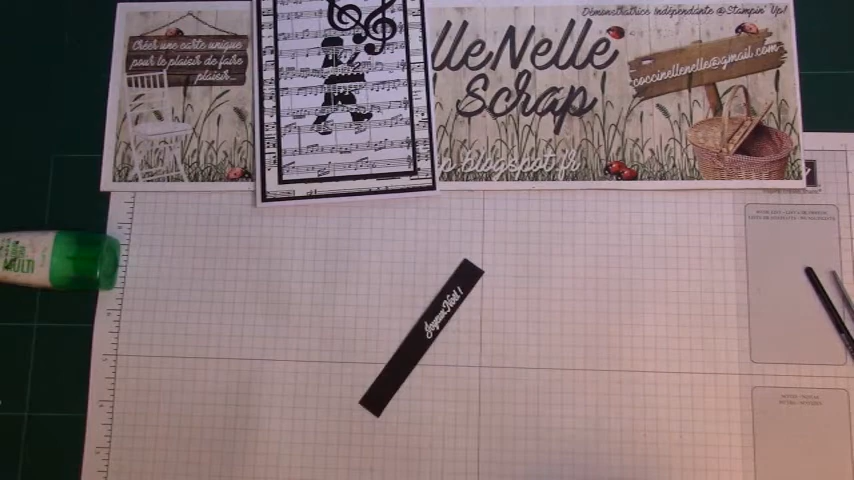 Démonstratrice Indépendante @Stampin' Up!
Créer une carte unique
pour le plaisir de faire
plaisir...
lleNelle
Scrap'
coccinellenelle@gmail.com
p.blogspot.fr
MULTI
Joyeux Noël !